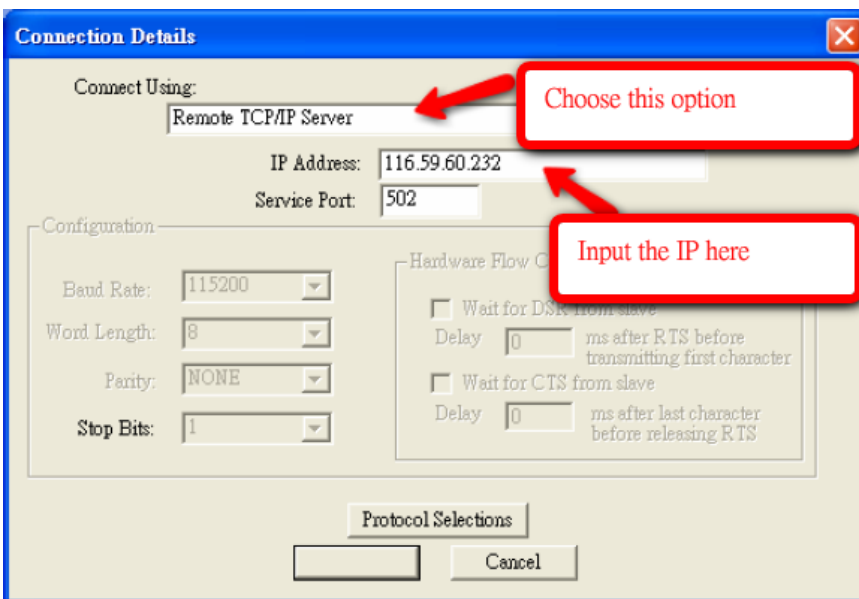 Connection Details
Connect Using:
Choose this option
Remote TCP/IP Server
IP Address: 116.59.60.232
Service Port: 502
Input the IP here
Configuration
Hardware Flow C
Baud Rate: 115200
Wait for DSR from slave
Word Length: 8
Delay 0 ms after RTS before
transmitting first character
Parity: NONE
Wait for CTS from slave
Stop Bits: 1
Delay 0 ms after last character
before releasing RTS
Protocol Selections
Cancel